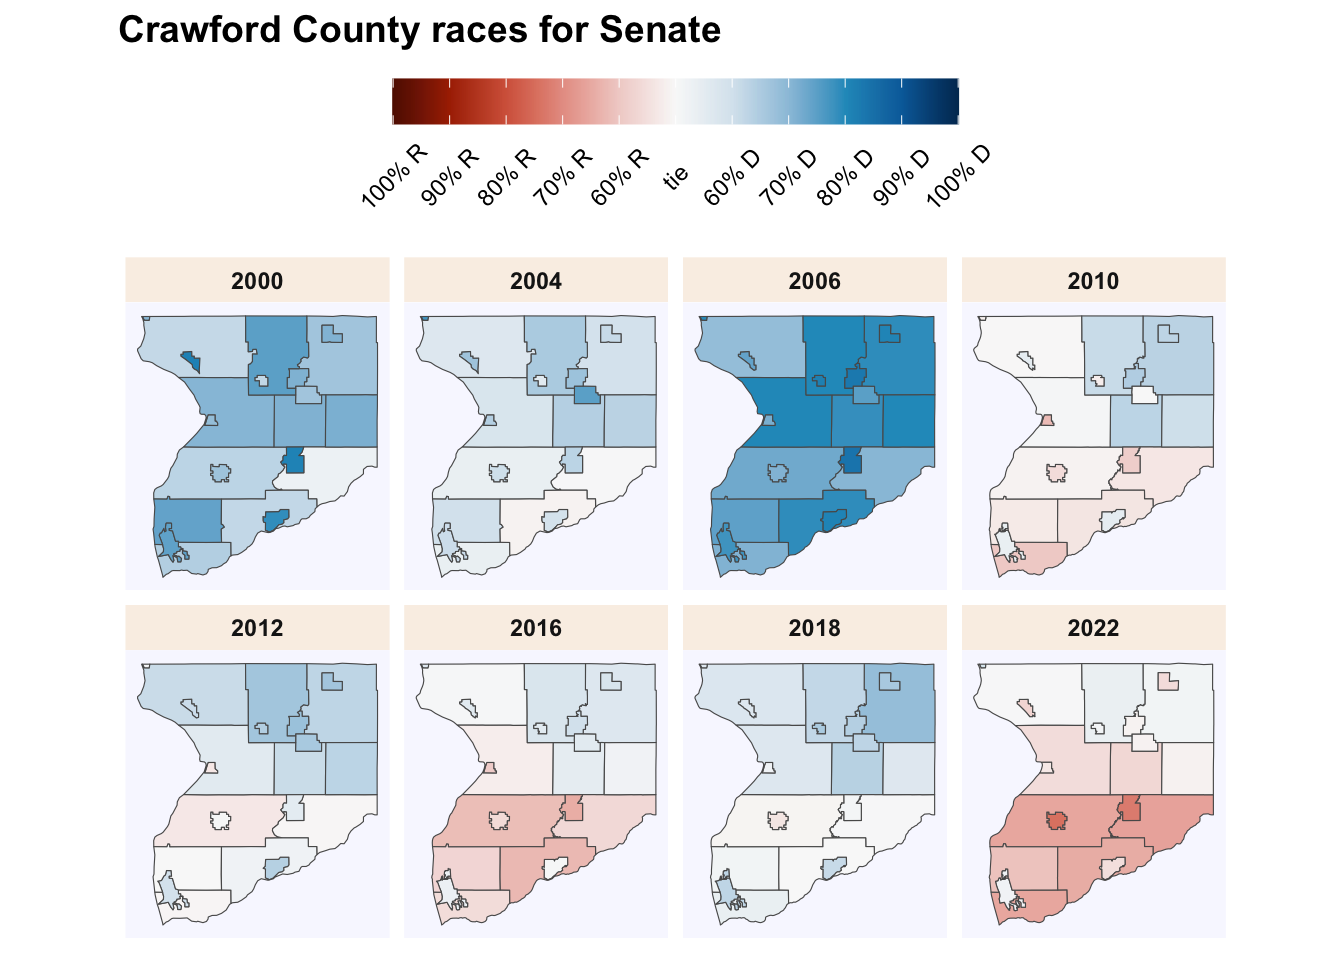 Crawford County races for Senate
100% R
90% R
80% R
70% R
60% R
tie
60% D
70% D
80% D
90% D
100% D
2000 2004 2006 2010
2012 2016 2018 2022